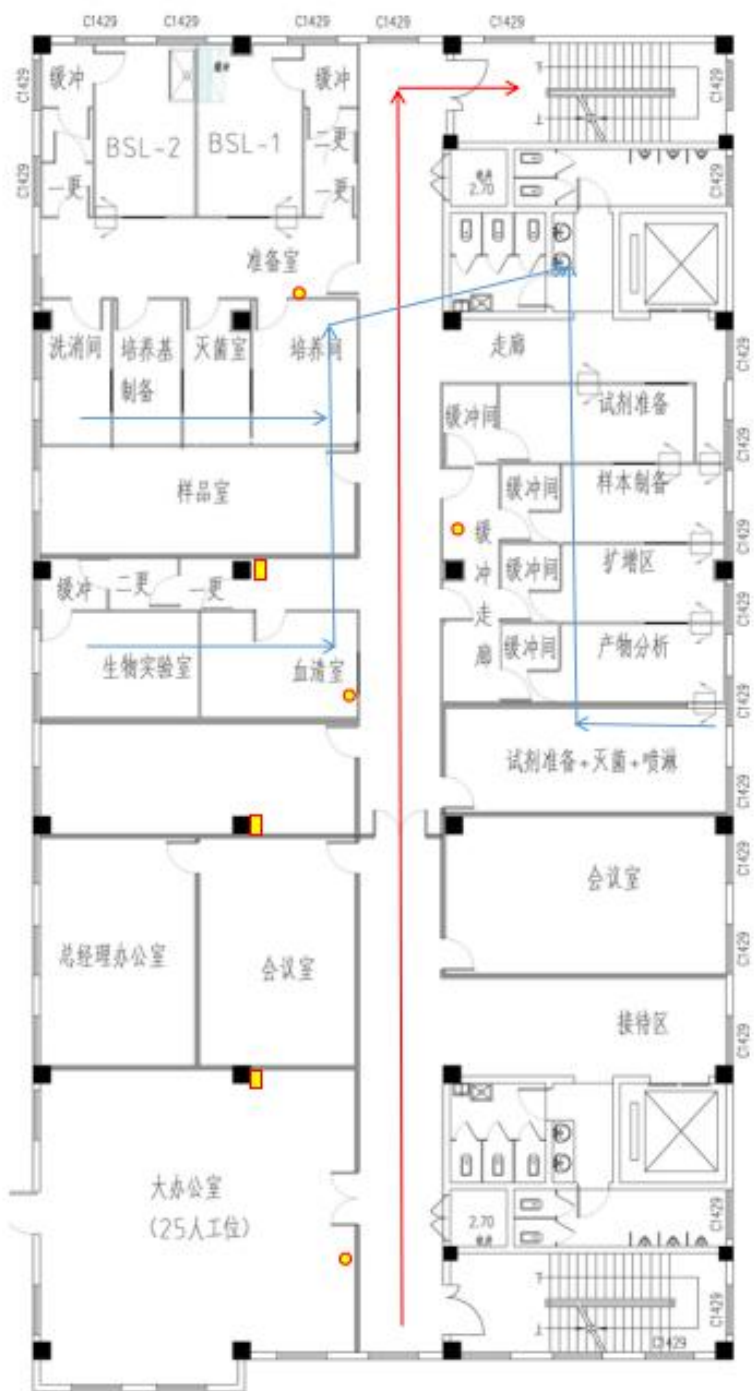 C1429
C1429
C1429
C1429
C1429
C1429
C1429
C1429
缓冲
BSL-2
BSL-1
缓冲
二更
一更
一更
2.70
准备室
洗消间
培养基
制备
灭菌室
培养间
走廊
C1429
试剂准备
缓冲间
C1429
样品室
缓冲间
样本制备
C1429
缓冲走廊
缓冲间
扩增区
C1429
缓冲
二更
一更
生物实验室
血清室
缓冲间
产物分析
C1429
试剂准备+灭菌+喷淋
C1429
会议室
C1429
总经理办公室
会议室
C1429
接待区
C1429
大办公室
(25人工位)
2.70
C1429
C1429
C1429